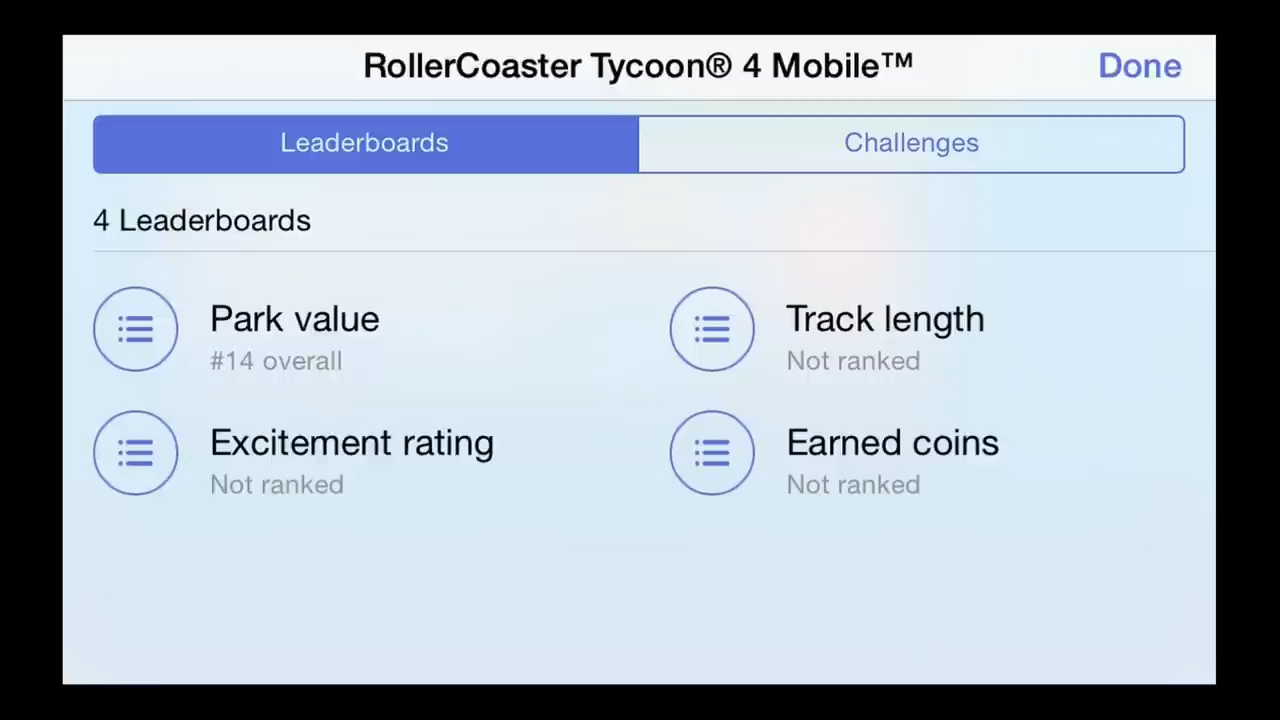 RollerCoaster Tycoon® 4 Mobile™
Done
Leaderboards
Challenges
4 Leaderboards
Park value
#14 overall
Track length
Not ranked
Excitement rating
Not ranked
Earned coins
Not ranked